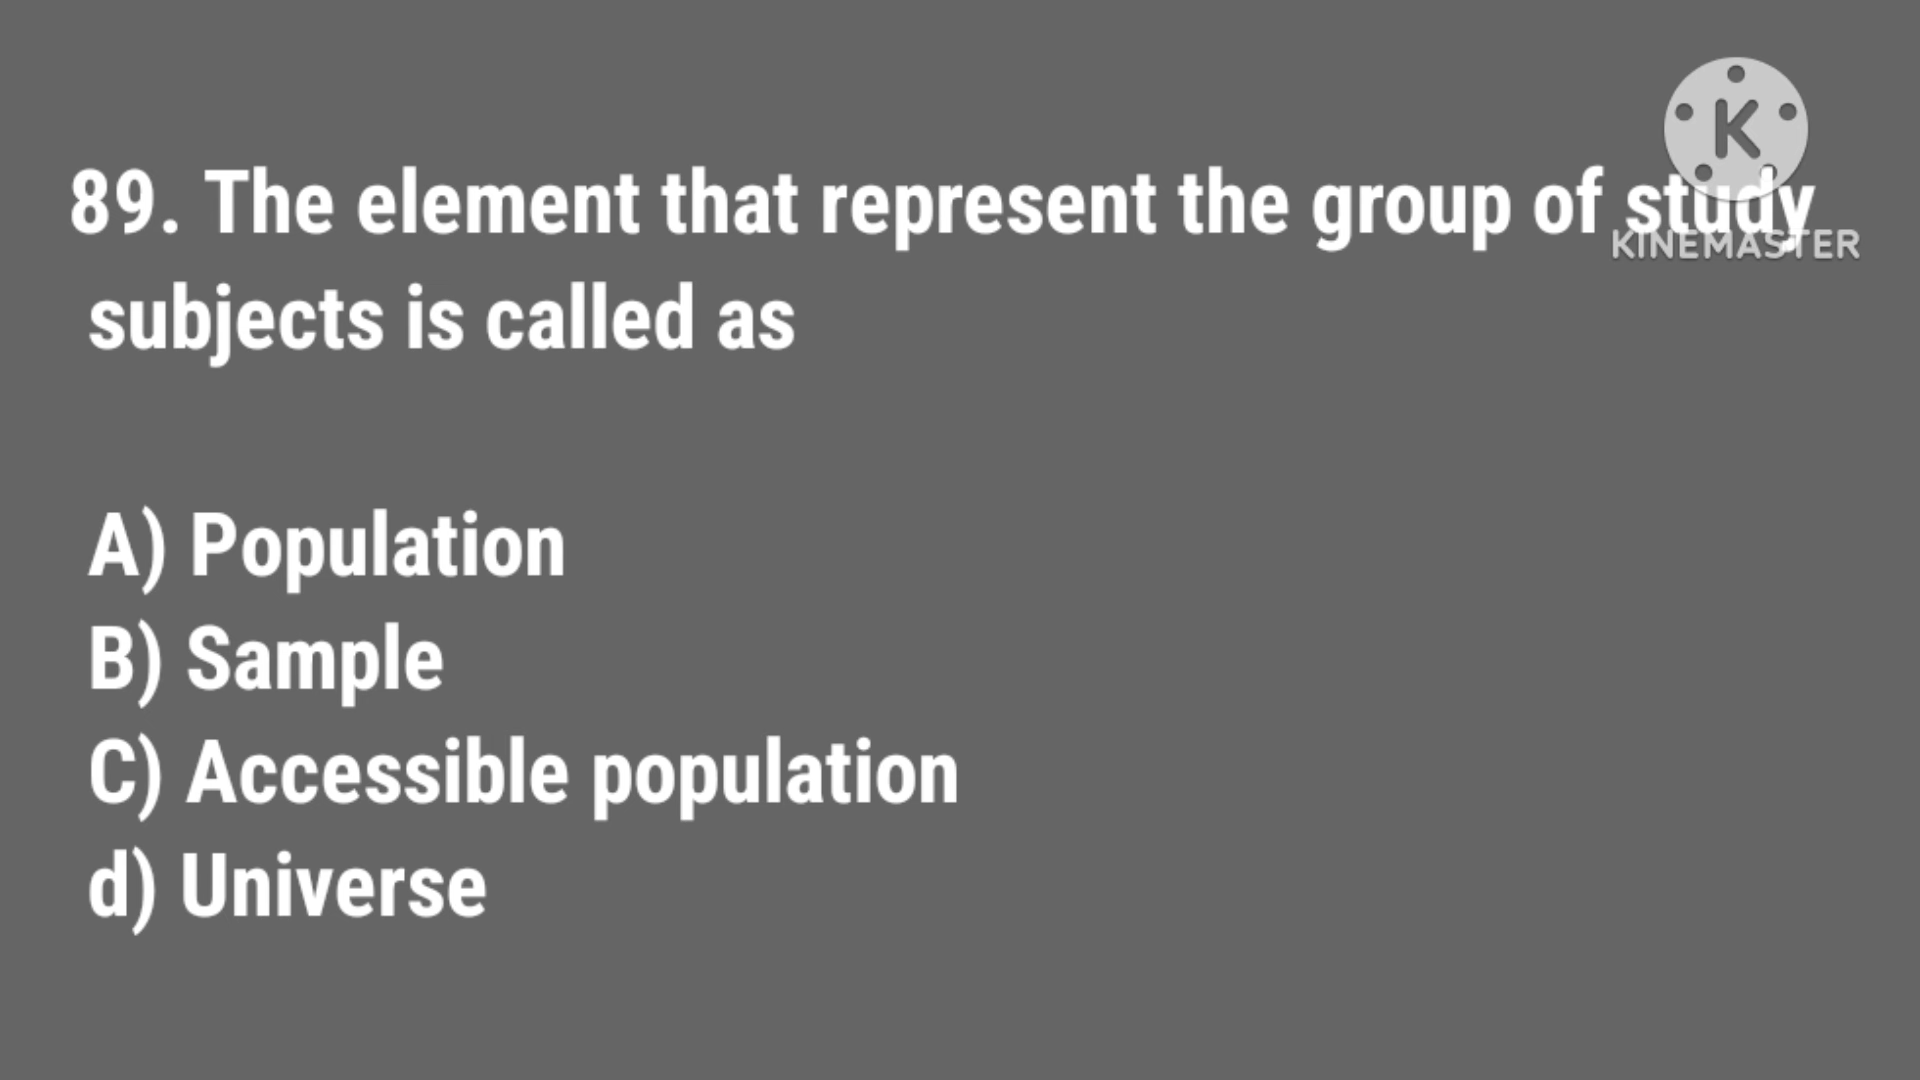 89. The element that represent the group of study
subjects is called as
A) Population
B) Sample
C) Accessible population
d) Universe
K
KINEMASTER